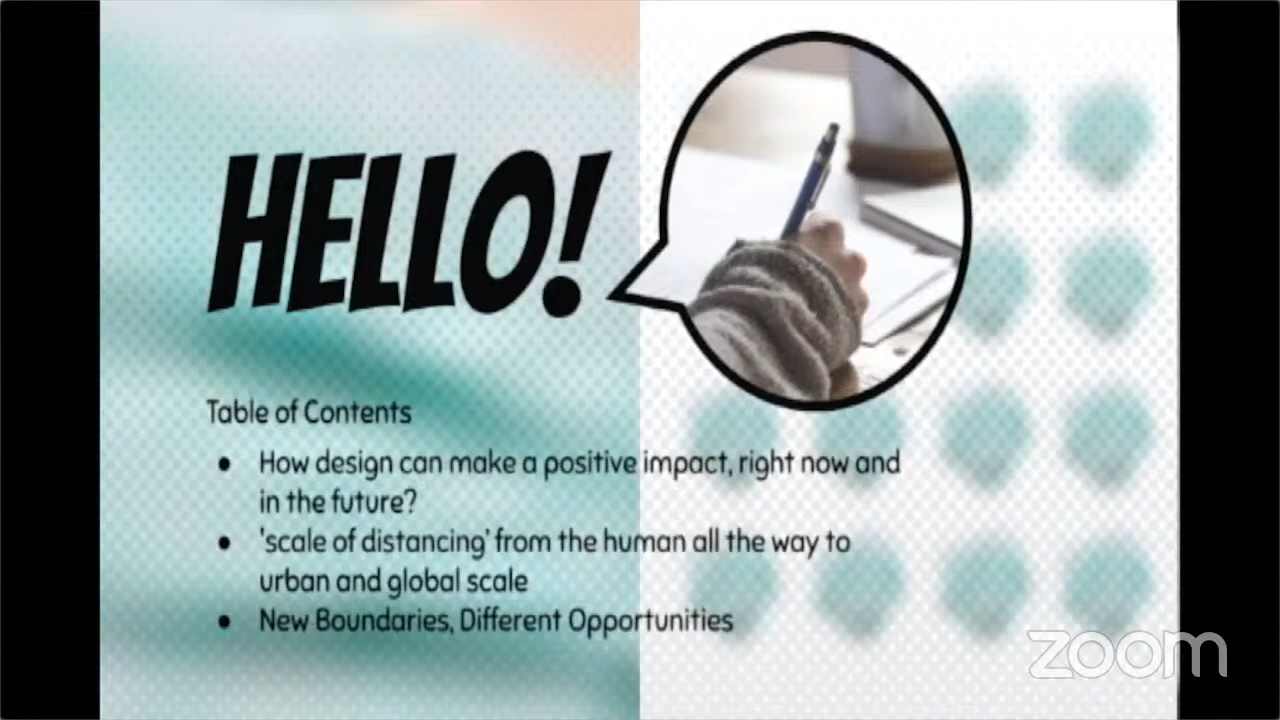 HELLO!
Table of Contents
● How design can make a positive impact, right now and
in the future?
● 'scale of distancing' from the human all the way to
urban and global scale
● New Boundaries, Different Opportunities
zoom